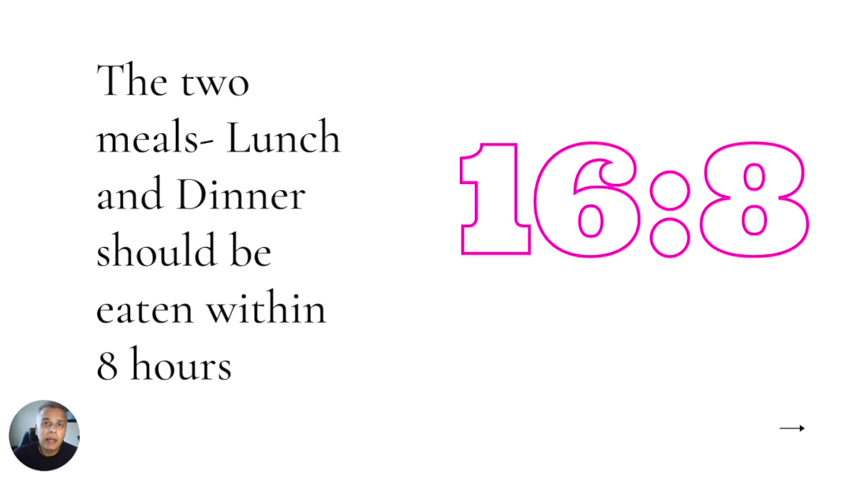 The two
meals- Lunch
and Dinner
should be
eaten within
8 hours
16:8